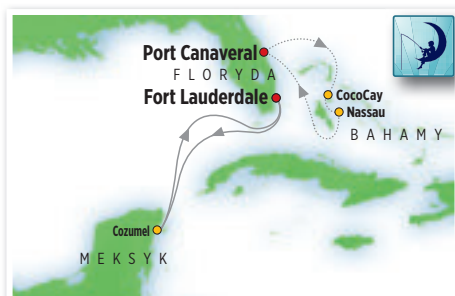 Port Canaveral
FLORYDA
Fort Lauderdale
CocoCay
Nassau
BAHAMY
Cozumel
MEKSYK